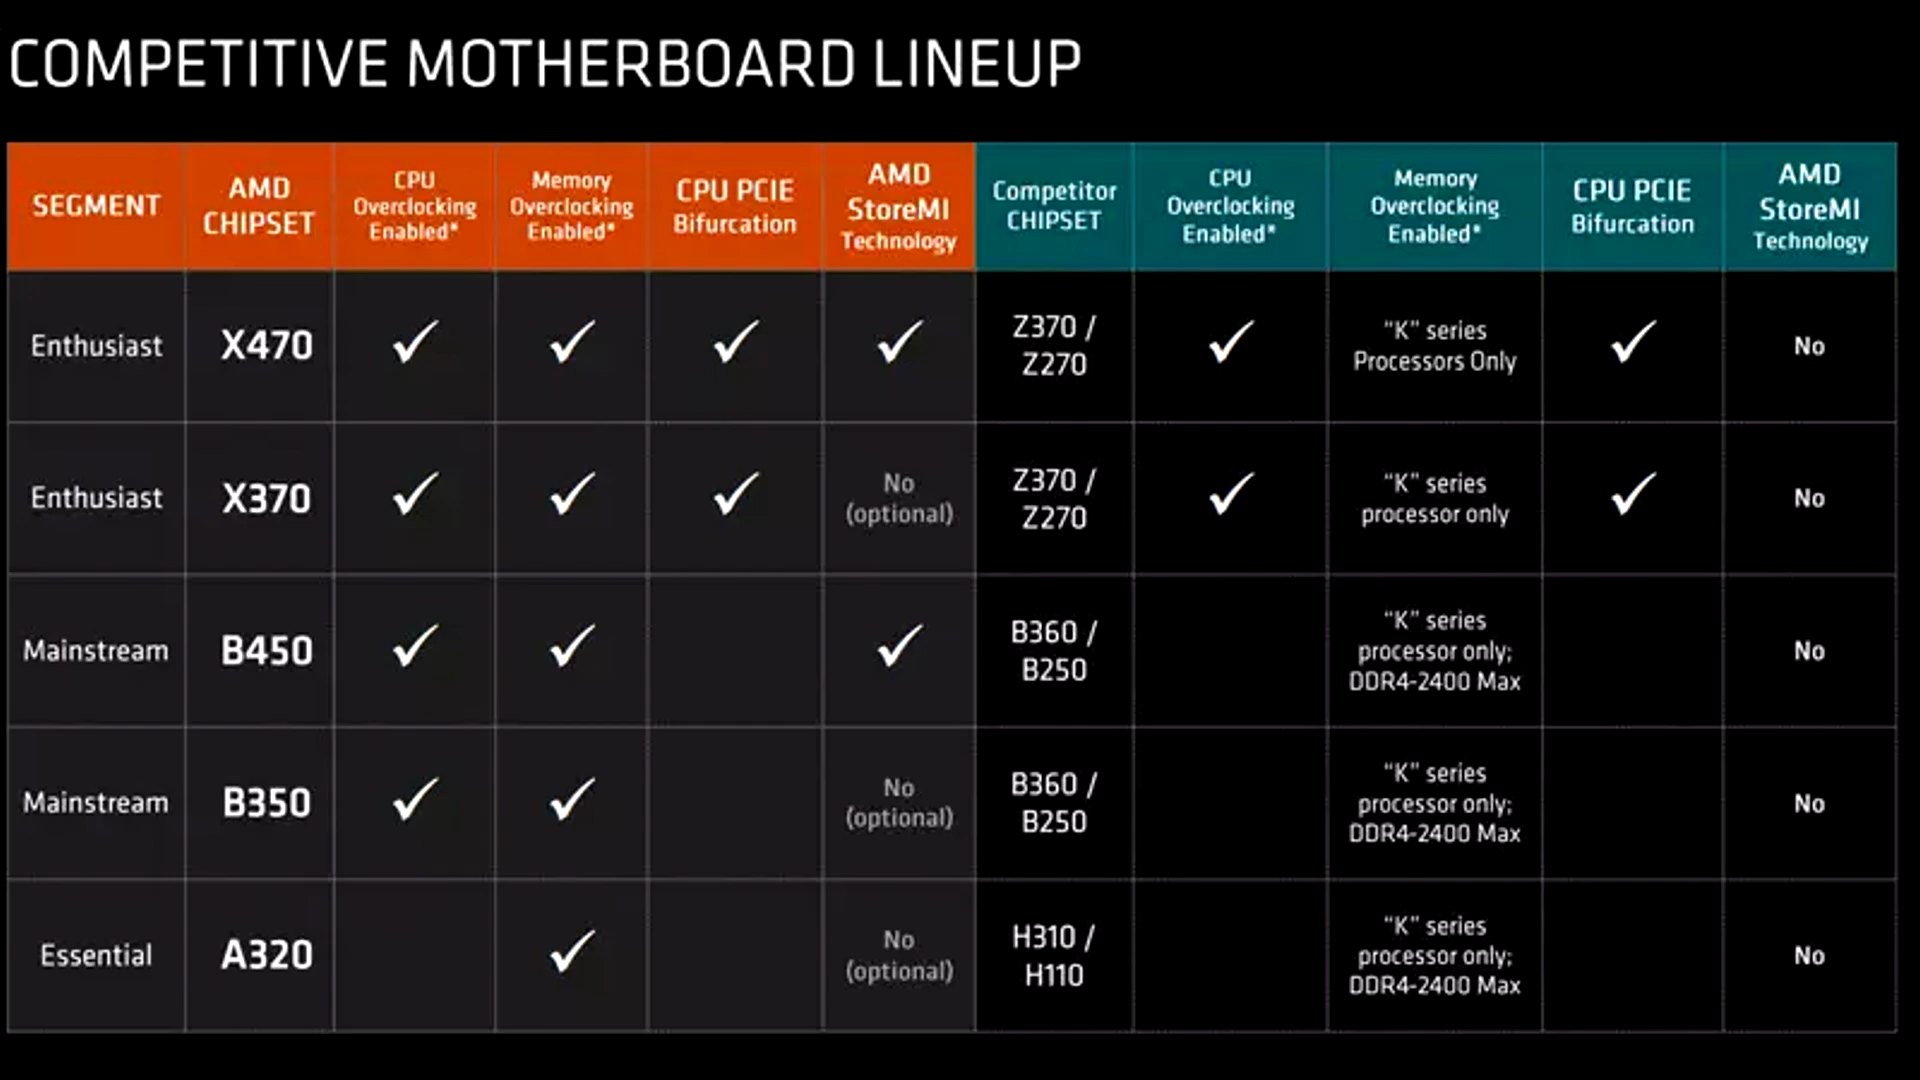 COMPETITIVE MOTHERBOARD LINEUP
SEGMENT
AMD
CHIPSET
CPU
Overclocking
Enabled*
Memory
Overclocking
Enabled*
CPU PCIE
Bifurcation
AMD
StoreMI
Technology
Competitor
CHIPSET
CPU
Overclocking
Enabled*
Memory
Overclocking
Enabled*
CPU PCIE
Bifurcation
AMD
StoreMI
Technology
Enthusiast
X470
✓
✓
✓
✓
Z370 /
Z270
✓
“K” series
Processors Only
✓
No
Enthusiast
X370
✓
✓
✓
No
(optional)
Z370 /
Z270
✓
“K” series
processor only
✓
No
Mainstream
B450
✓
✓
✓
B360 /
B250
“K” series
processor only;
DDR4-2400 Max
No
Mainstream
B350
✓
✓
No
(optional)
B360 /
B250
“K” series
processor only;
DDR4-2400 Max
No
Essential
A320
✓
No
(optional)
H310 /
H110
“K” series
processor only;
DDR4-2400 Max
No